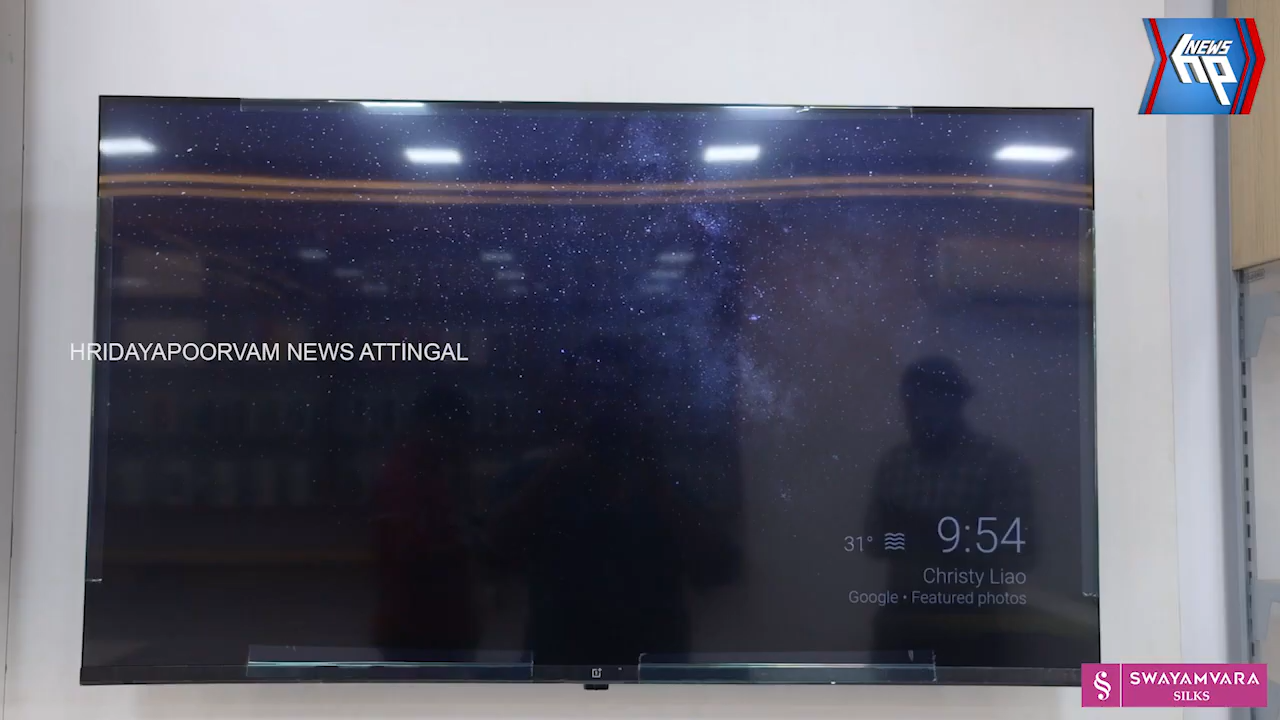 NEWS
hp
HRIDAYAPOORVAM NEWS ATTINGAL
31° 9:54
Christy Liao
Google • Featured photos
SWAYAMVARA
SILKS